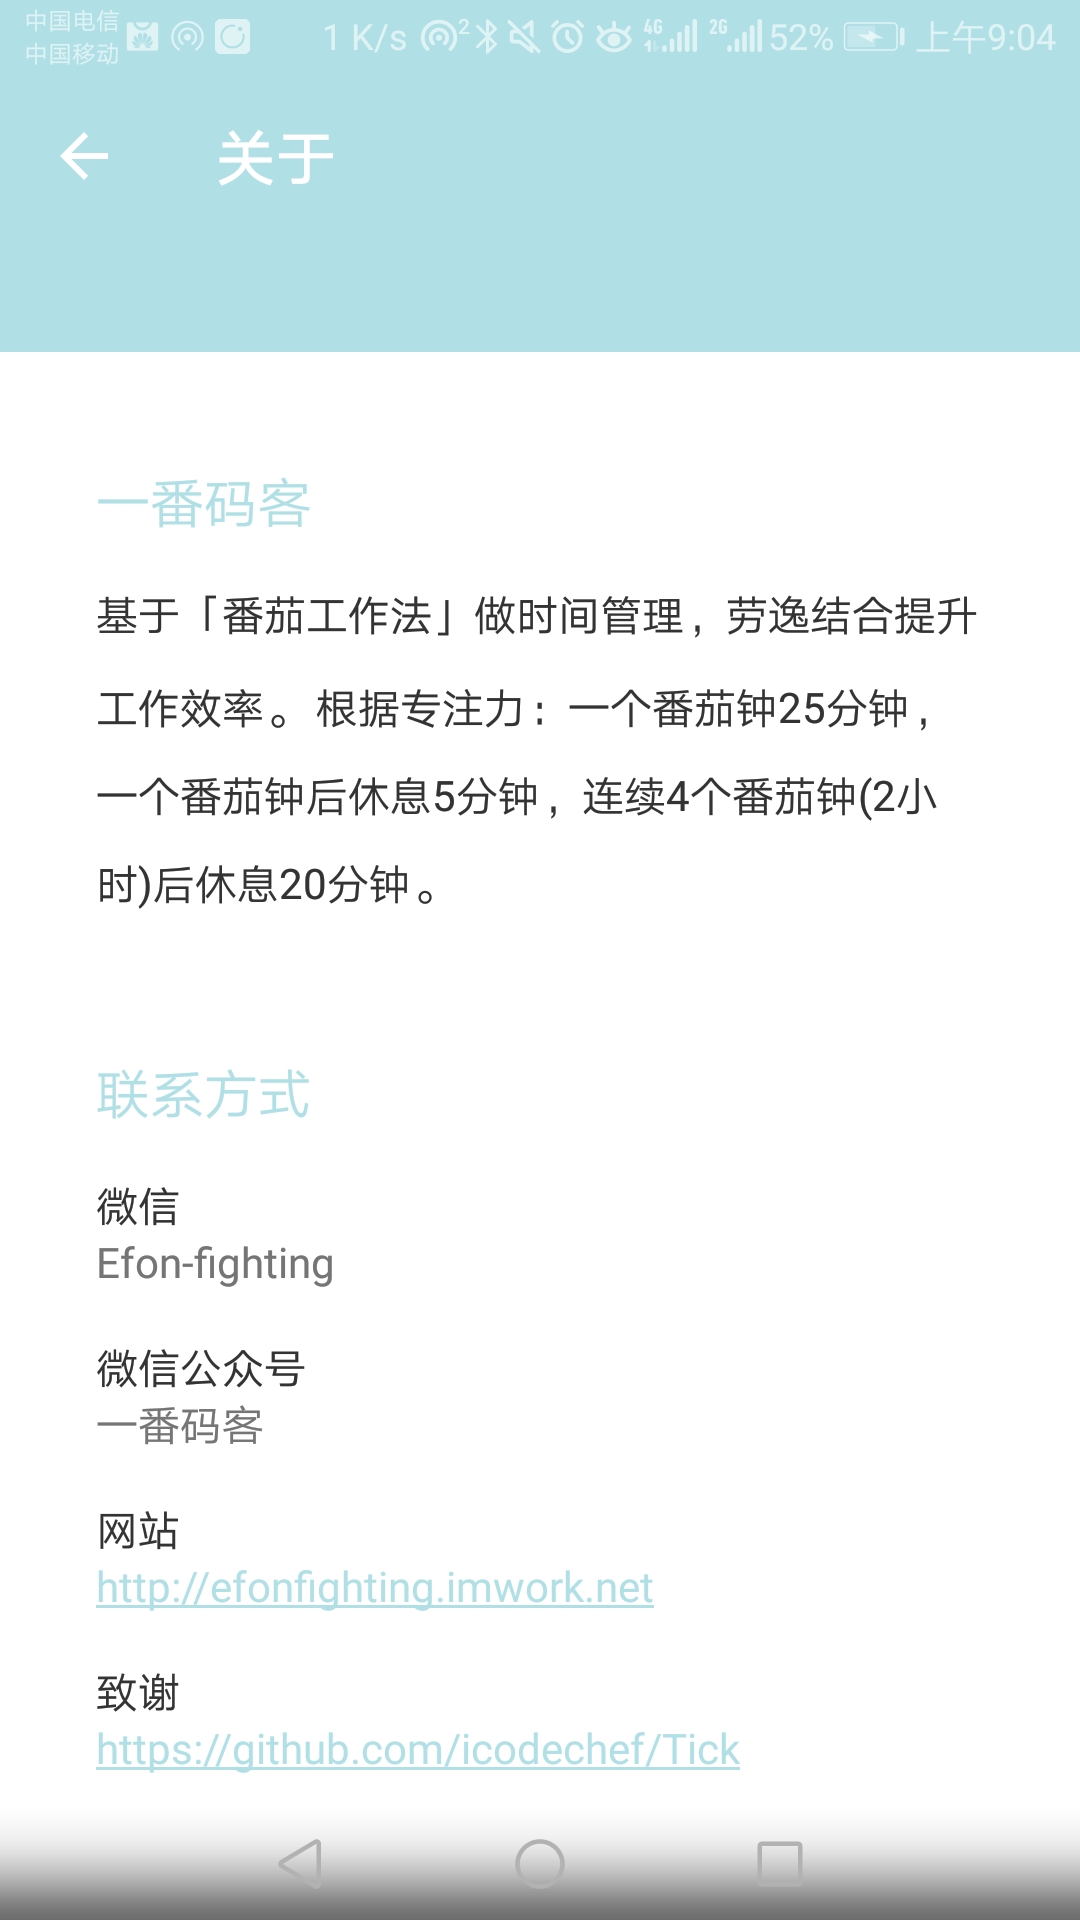 中国电信
中国移动
1 K/s 2 4G 1 2G 52% 上午9:04
关于
一番码客
基于「番茄工作法」做时间管理，劳逸结合提升
工作效率。根据专注力：一个番茄钟25分钟，
一个番茄钟后休息5分钟，连续4个番茄钟(2小
时)后休息20分钟。
联系方式
微信
Efon-fighting
微信公众号
一番码客
网站
http://efonfighting.imwork.net
致谢
https://github.com/icodechef/Tick